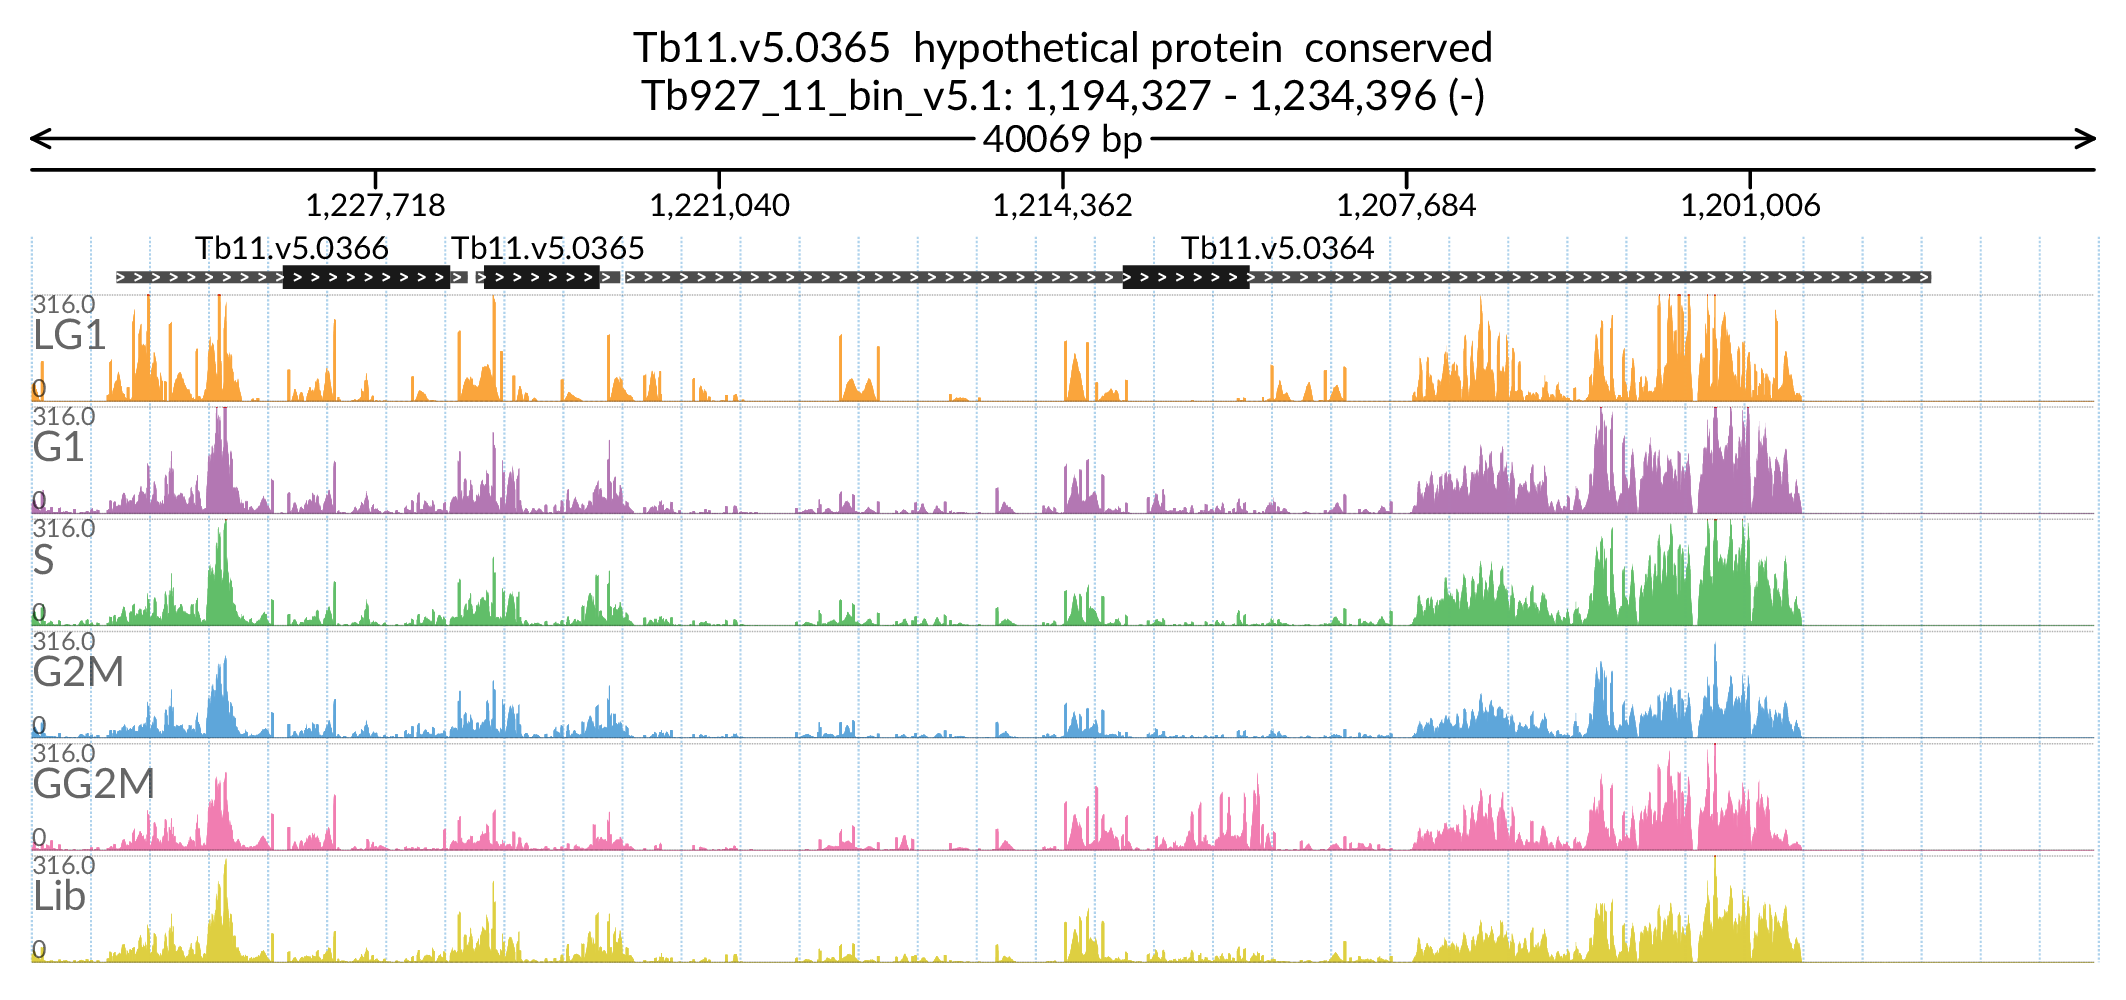 Tb11.v5.0365  hypothetical protein  conserved
Tb927_11_bin_v5.1: 1,194,327 - 1,234,396 (-)
40069 bp
1,227,718 1,221,040 1,214,362 1,207,684 1,201,006
Tb11.v5.0366 Tb11.v5.0365 Tb11.v5.0364
316.0
LG1
0
316.0
G1
0
316.0
S
0
316.0
G2M
0
316.0
GG2M
0
316.0
Lib
0